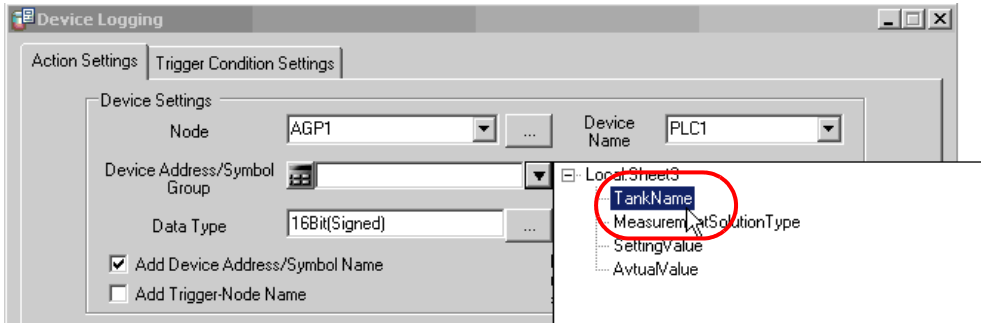 Device Logging
Action Settings
Trigger Condition Settings
Device Settings
Node
AGP1
...
Device
Name
PLC1
Device Address/Symbol
Group
Local:Sheet3
TankName
MeasurementSolutionType
SettingValue
AvtualValue
Data Type
16Bit(Signed)
...
Add Device Address/Symbol Name
Add Trigger-Node Name